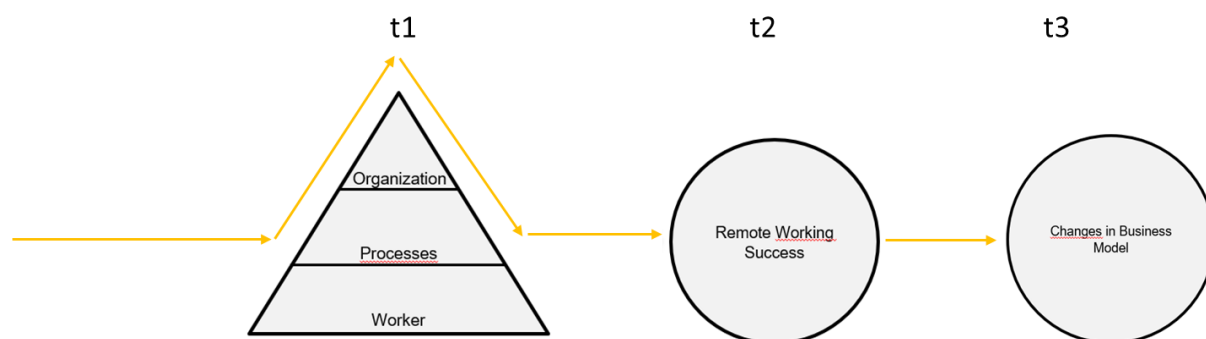 t1
t2
t3
Organization
Processes
Worker
Remote Working
Success
Changes in Business
Model